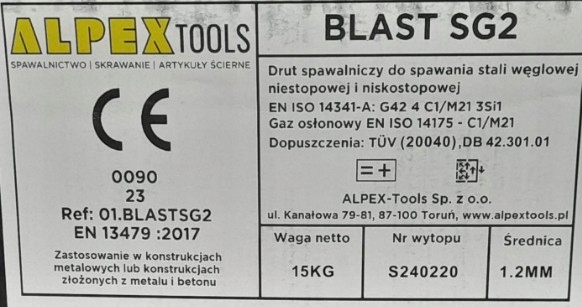 ALPEX TOOLS
SPAWALNICTWO | SKRAWANIE | ARTYKUŁY ŚCIERNE
CE
0090
23
Ref: 01.BLASTSG2
EN 13479 :2017
Zastosowanie w konstrukcjach
metalowych lub konstrukcjach
złożonych z metalu i betonu
BLAST SG2
Drut spawalniczy do spawania stali węglowej
niestopowej i niskostopowej
EN ISO 14341-A: G42 4 C1/M21 3Si1
Gaz osłonowy EN ISO 14175 - C1/M21
Dopuszczenia: TÜV (20040),DB 42.301.01
=+
ALPEX-Tools Sp. z o.o.
ul. Kanałowa 79-81, 87-100 Toruń, www.alpextools.pl
Waga netto
15KG
Nr wytopu
S240220
Średnica
1.2MM